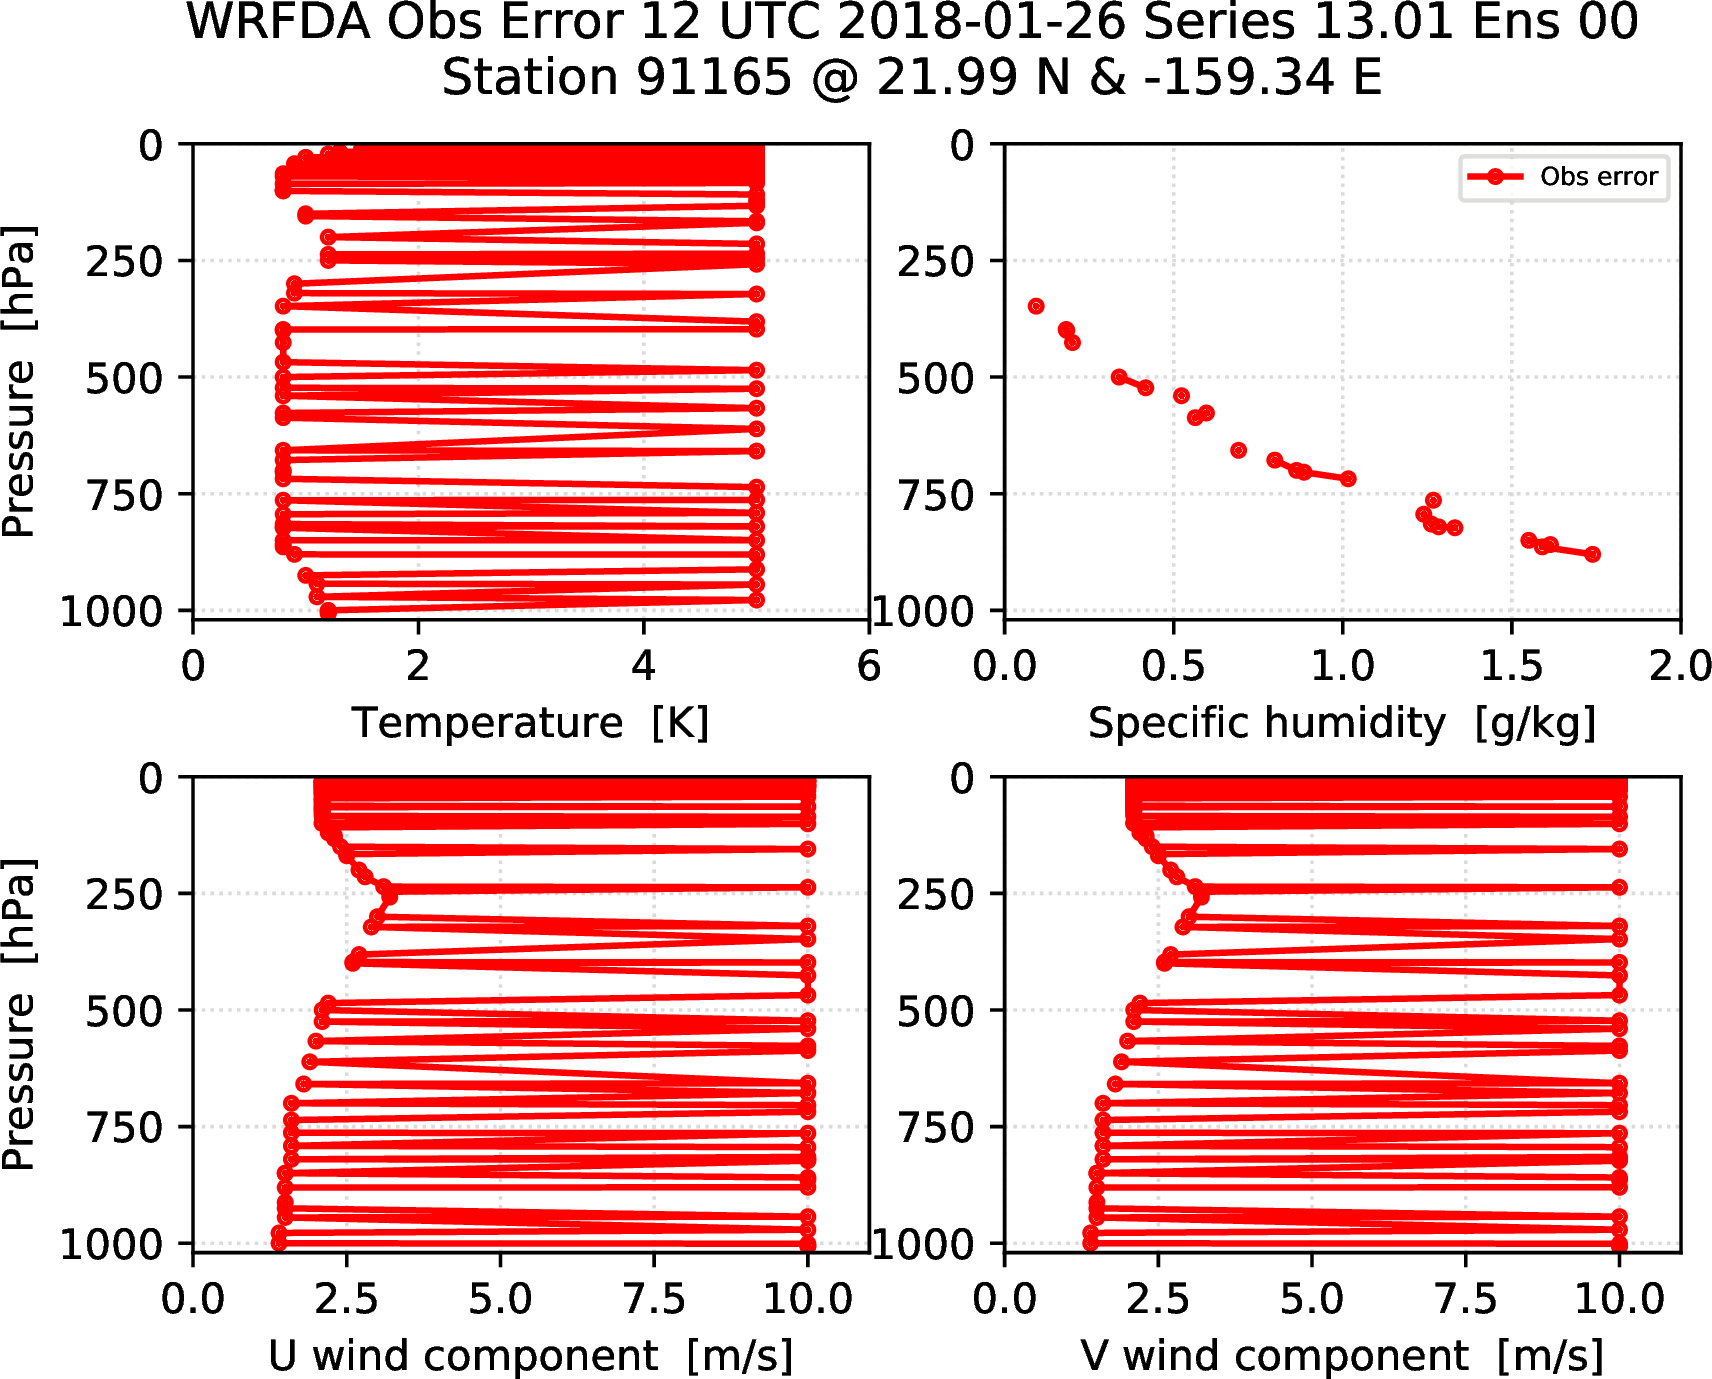 WRFDA Obs Error 12 UTC 2018-01-26 Series 13.01 Ens 00
Station 91165 @ 21.99 N & -159.34 E
0
250
500
750
1000
Pressure [hPa]
0 2 4 6
Temperature [K]
Obs error
0
250
500
750
1000
0.0 0.5 1.0 1.5 2.0
Specific humidity [g/kg]
0
250
500
750
1000
Pressure [hPa]
0.0 2.5 5.0 7.5 10.0
U wind component [m/s]
0
250
500
750
1000
0.0 2.5 5.0 7.5 10.0
V wind component [m/s]